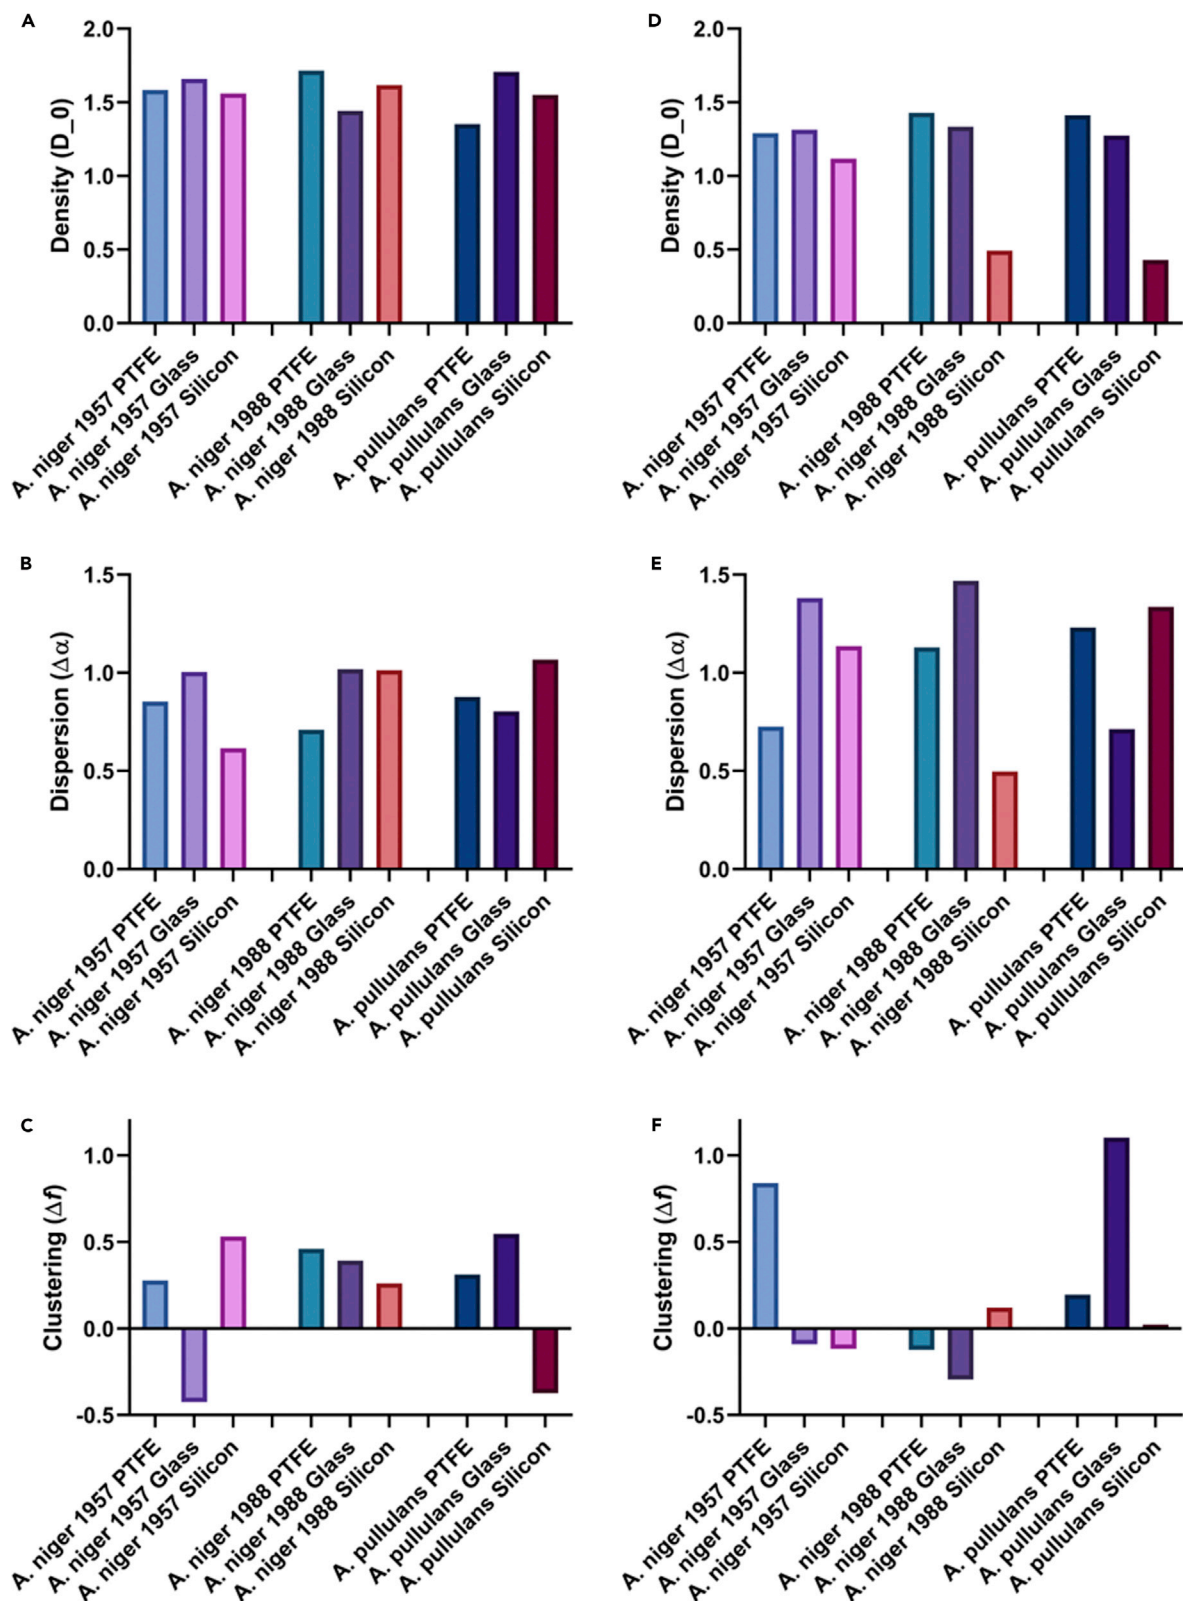 A
Density (D_0)
2.0
1.5
1.0
0.5
0.0
A. niger 1957 PTFE
A. niger 1957 Glass
A. niger 1957 Silicon
A. niger 1988 PTFE
A. niger 1988 Glass
A. niger 1988 Silicon
A. pullulans PTFE
A. pullulans Glass
A. pullulans Silicon
D
Density (D_0)
2.0
1.5
1.0
0.5
0.0
A. niger 1957 PTFE
A. niger 1957 Glass
A. niger 1957 Silicon
A. niger 1988 PTFE
A. niger 1988 Glass
A. niger 1988 Silicon
A. pullulans PTFE
A. pullulans Glass
A. pullulans Silicon
B
Dispersion (Δα)
1.5
1.0
0.5
0.0
A. niger 1957 PTFE
A. niger 1957 Glass
A. niger 1957 Silicon
A. niger 1988 PTFE
A. niger 1988 Glass
A. niger 1988 Silicon
A. pullulans PTFE
A. pullulans Glass
A. pullulans Silicon
E
Dispersion (Δα)
1.5
1.0
0.5
0.0
A. niger 1957 PTFE
A. niger 1957 Glass
A. niger 1957 Silicon
A. niger 1988 PTFE
A. niger 1988 Glass
A. niger 1988 Silicon
A. pullulans PTFE
A. pullulans Glass
A. pullulans Silicon
C
Clustering (Δf)
1.0
0.5
0.0
-0.5
A. niger 1957 PTFE
A. niger 1957 Glass
A. niger 1957 Silicon
A. niger 1988 PTFE
A. niger 1988 Glass
A. niger 1988 Silicon
A. pullulans PTFE
A. pullulans Glass
A. pullulans Silicon
F
Clustering (Δf)
1.0
0.5
0.0
-0.5
A. niger 1957 PTFE
A. niger 1957 Glass
A. niger 1957 Silicon
A. niger 1988 PTFE
A. niger 1988 Glass
A. niger 1988 Silicon
A. pullulans PTFE
A. pullulans Glass
A. pullulans Silicon